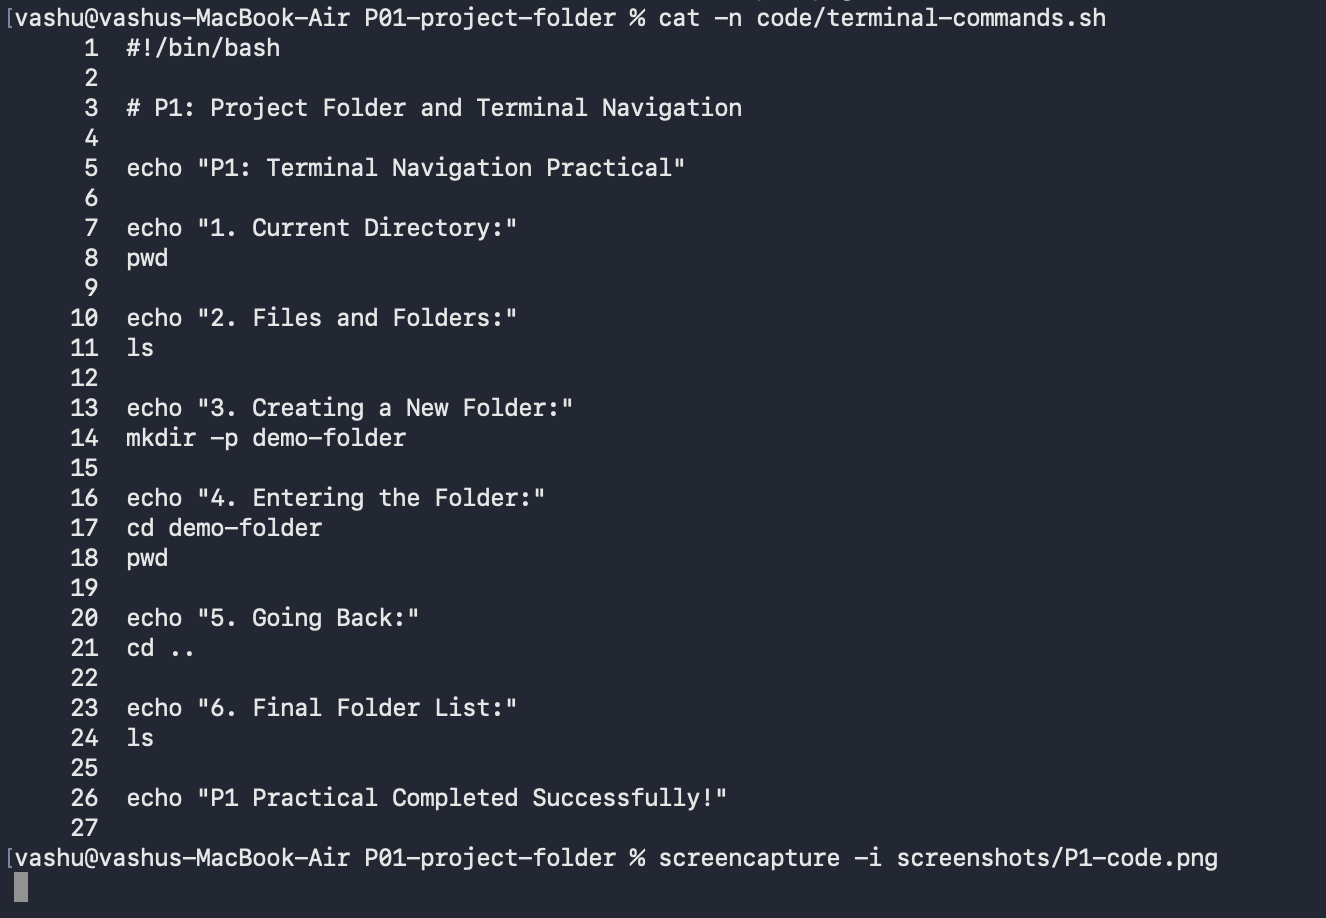 [vashu@vashus-MacBook-Air P01-project-folder % cat -n code/terminal-commands.sh
1 #!/bin/bash
2
3 # P1: Project Folder and Terminal Navigation
4
5 echo "P1: Terminal Navigation Practical"
6
7 echo "1. Current Directory:"
8 pwd
9
10 echo "2. Files and Folders:"
11 ls
12
13 echo "3. Creating a New Folder:"
14 mkdir -p demo-folder
15
16 echo "4. Entering the Folder:"
17 cd demo-folder
18 pwd
19
20 echo "5. Going Back:"
21 cd ..
22
23 echo "6. Final Folder List:"
24 ls
25
26 echo "P1 Practical Completed Successfully!"
27
[vashu@vashus-MacBook-Air P01-project-folder % screencapture -i screenshots/P1-code.png